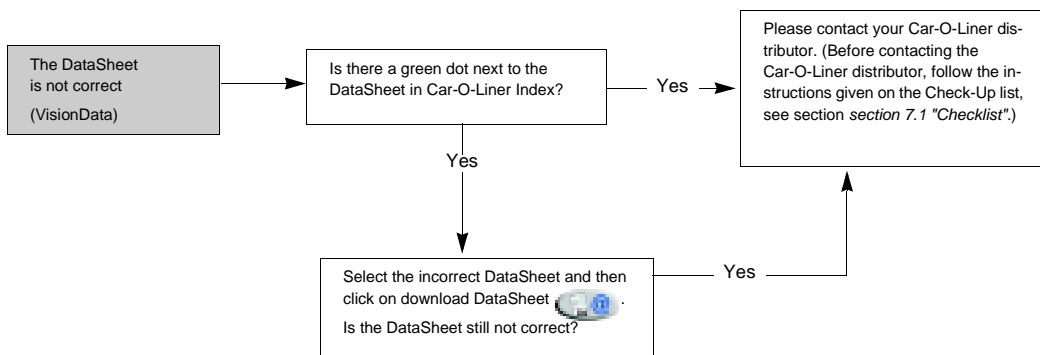 The DataSheet
is not correct
(VisionData)
Is there a green dot next to the
DataSheet in Car-O-Liner Index?
Yes
Please contact your Car-O-Liner dis-
tributor. (Before contacting the
Car-O-Liner distributor, follow the in-
structions given on the Check-Up list,
see section section 7.1 "Checklist".)
Yes
Select the incorrect DataSheet and then
click on download DataSheet @ .
Is the DataSheet still not correct?
Yes